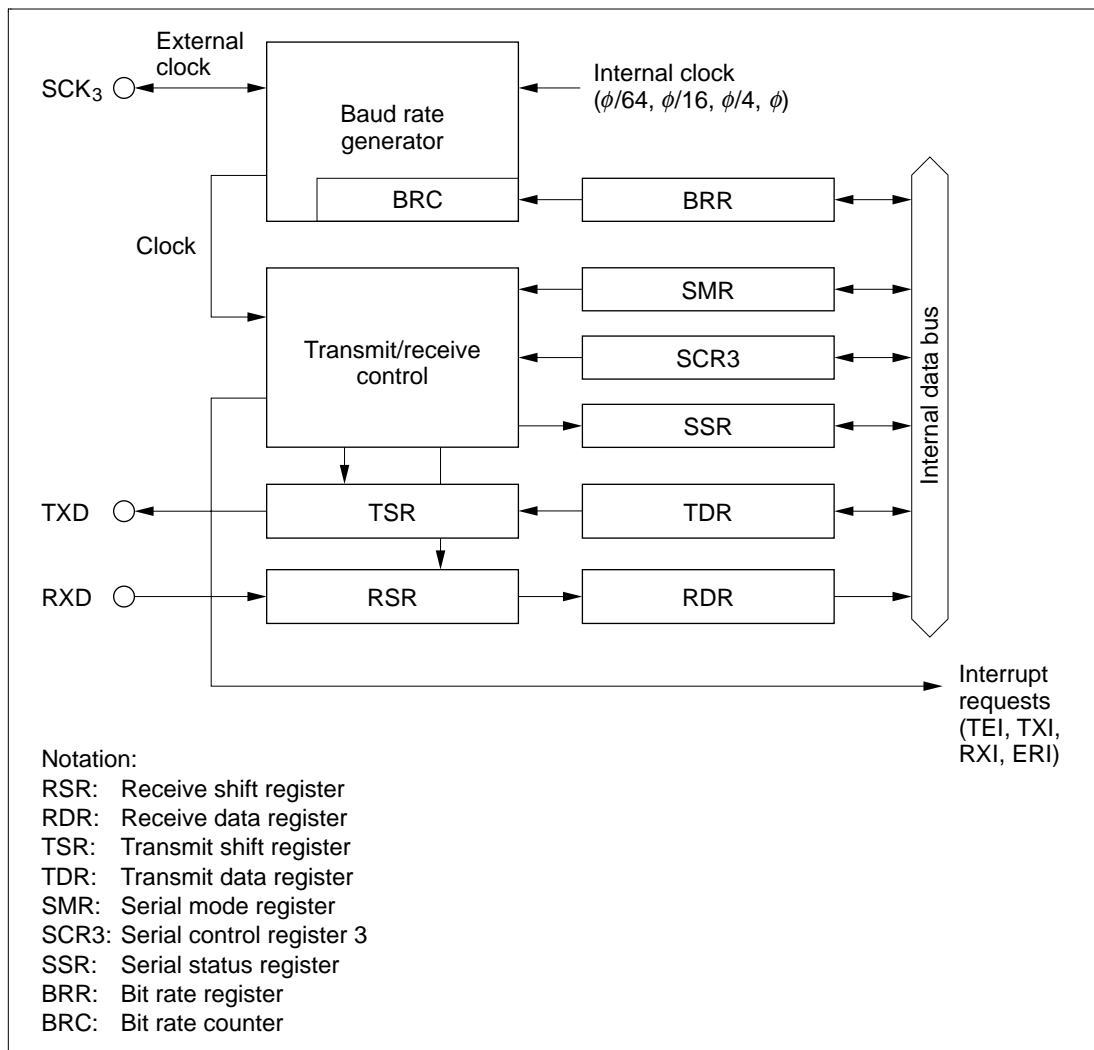 External
clock
SCK3
Internal clock
(ϕ/64, ϕ/16, ϕ/4, ϕ)
Baud rate
generator
BRC
BRR
Clock
SMR
Transmit/receive
control
SCR3
SSR
Internal data bus
TXD
TSR
TDR
RXD
RSR
RDR
Interrupt
requests
(TEI, TXI,
RXI, ERI)
Notation:
RSR: Receive shift register
RDR: Receive data register
TSR: Transmit shift register
TDR: Transmit data register
SMR: Serial mode register
SCR3: Serial control register 3
SSR: Serial status register
BRR: Bit rate register
BRC: Bit rate counter